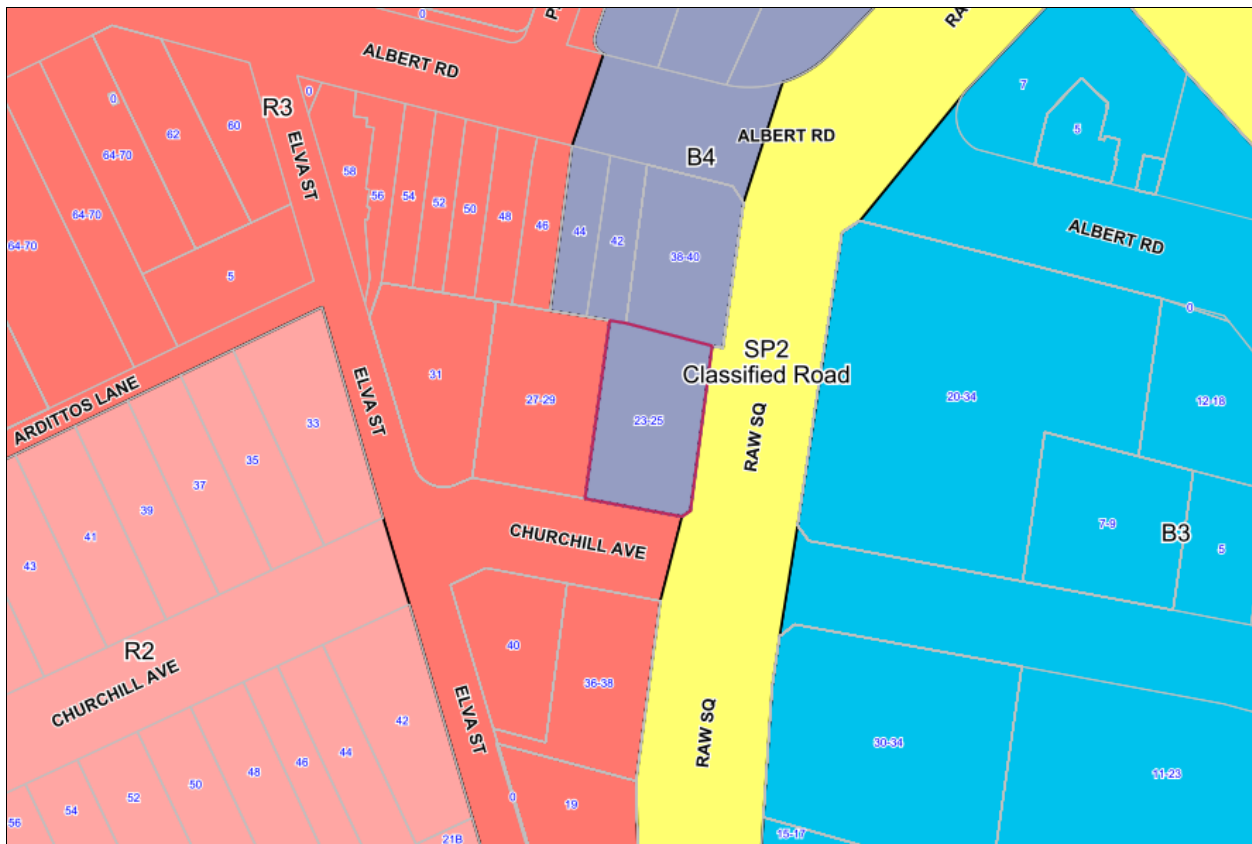 0
ALBERT RD
R3
0
62
60
64-70
64-70
64-70
ELVA ST
0
58
56
54
52
50
48
46
44
42
38-40
B4
ALBERT RD
7
5
ALBERT RD
5
31
27-29
23-25
SP2
Classified Road
20-34
0
12-18
ARDITTOS LANE
ELVA ST
33
35
37
39
41
43
RAW SQ
7-9
B3
5
CHURCHILL AVE
R2
CHURCHILL AVE
40
36-38
ELVA ST
42
44
46
48
50
52
54
56
0
19
21B
RAW SQ
30-34
11-23
15-17